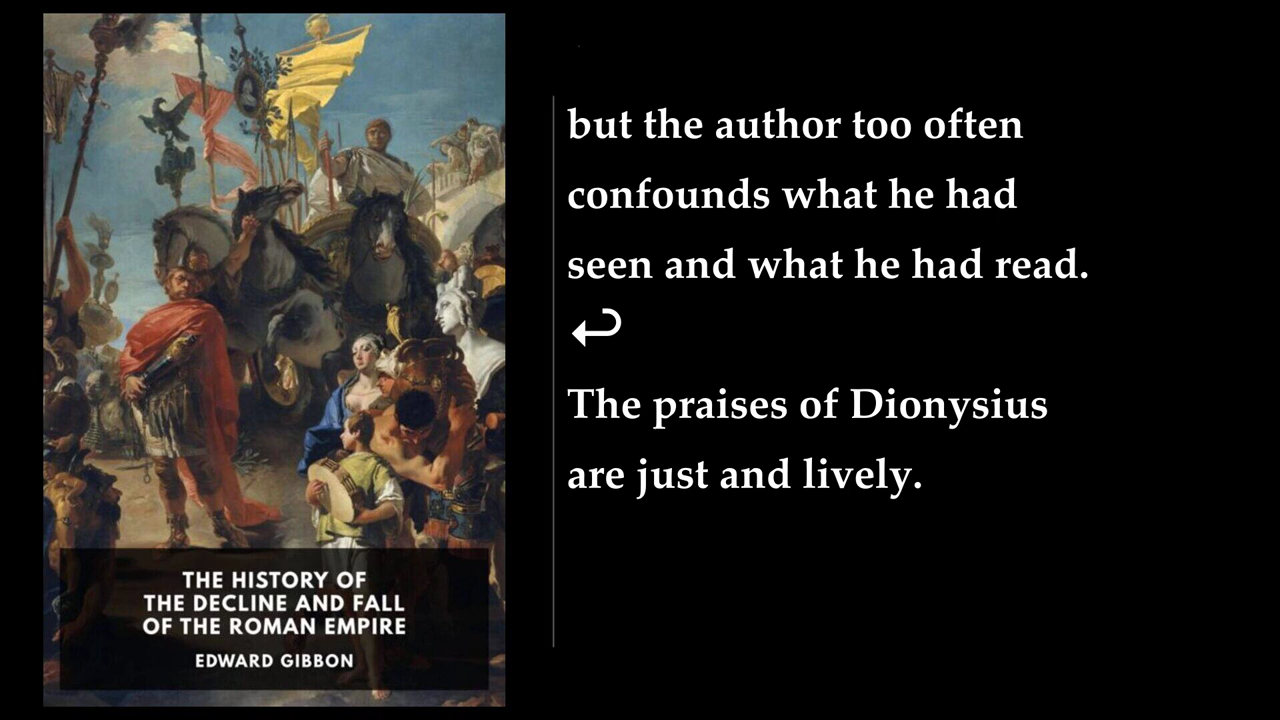 THE HISTORY OF
THE DECLINE AND FALL
OF THE ROMAN EMPIRE
EDWARD GIBBON
but the author too often
confounds what he had
seen and what he had read.
↩
The praises of Dionysius
are just and lively.